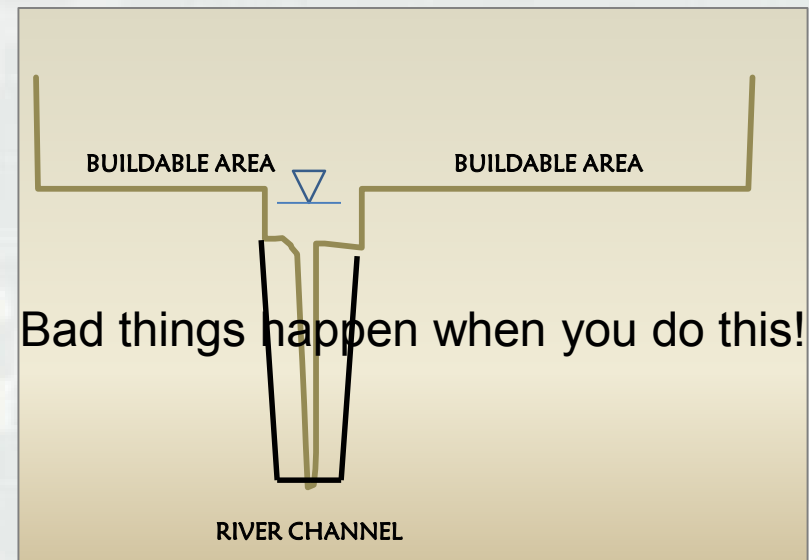 BUILDABLE AREA
BUILDABLE AREA
Bad things happen when you do this!
RIVER CHANNEL